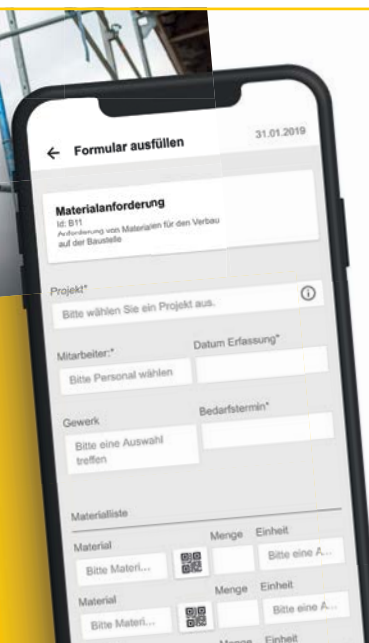 ← Formular ausfüllen 31.01.2019
Materialanforderung
Id: B11
Anforderung von Materialien für den Verbau
auf der Baustelle
Projekt*
Bitte wählen Sie ein Projekt aus.
Mitarbeiter:* Datum Erfassung*
Bitte Personal wählen
Gewerk Bedarfstermin*
Bitte eine Auswahl
treffen
Materialliste
Material Menge Einheit
Bitte Materi... Bitte eine A...
Material Menge Einheit
Bitte Materi... Bitte eine A...
Menge Einheit